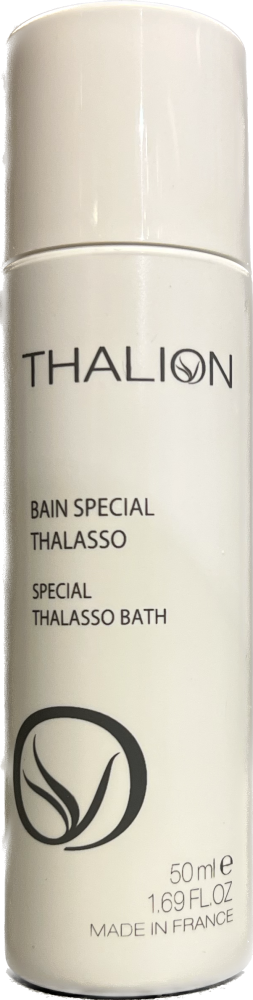 THALION
BAIN SPECIAL
THALASSO
SPECIAL
THALASSO BATH
50 ml e
1.69 FL.OZ
MADE IN FRANCE